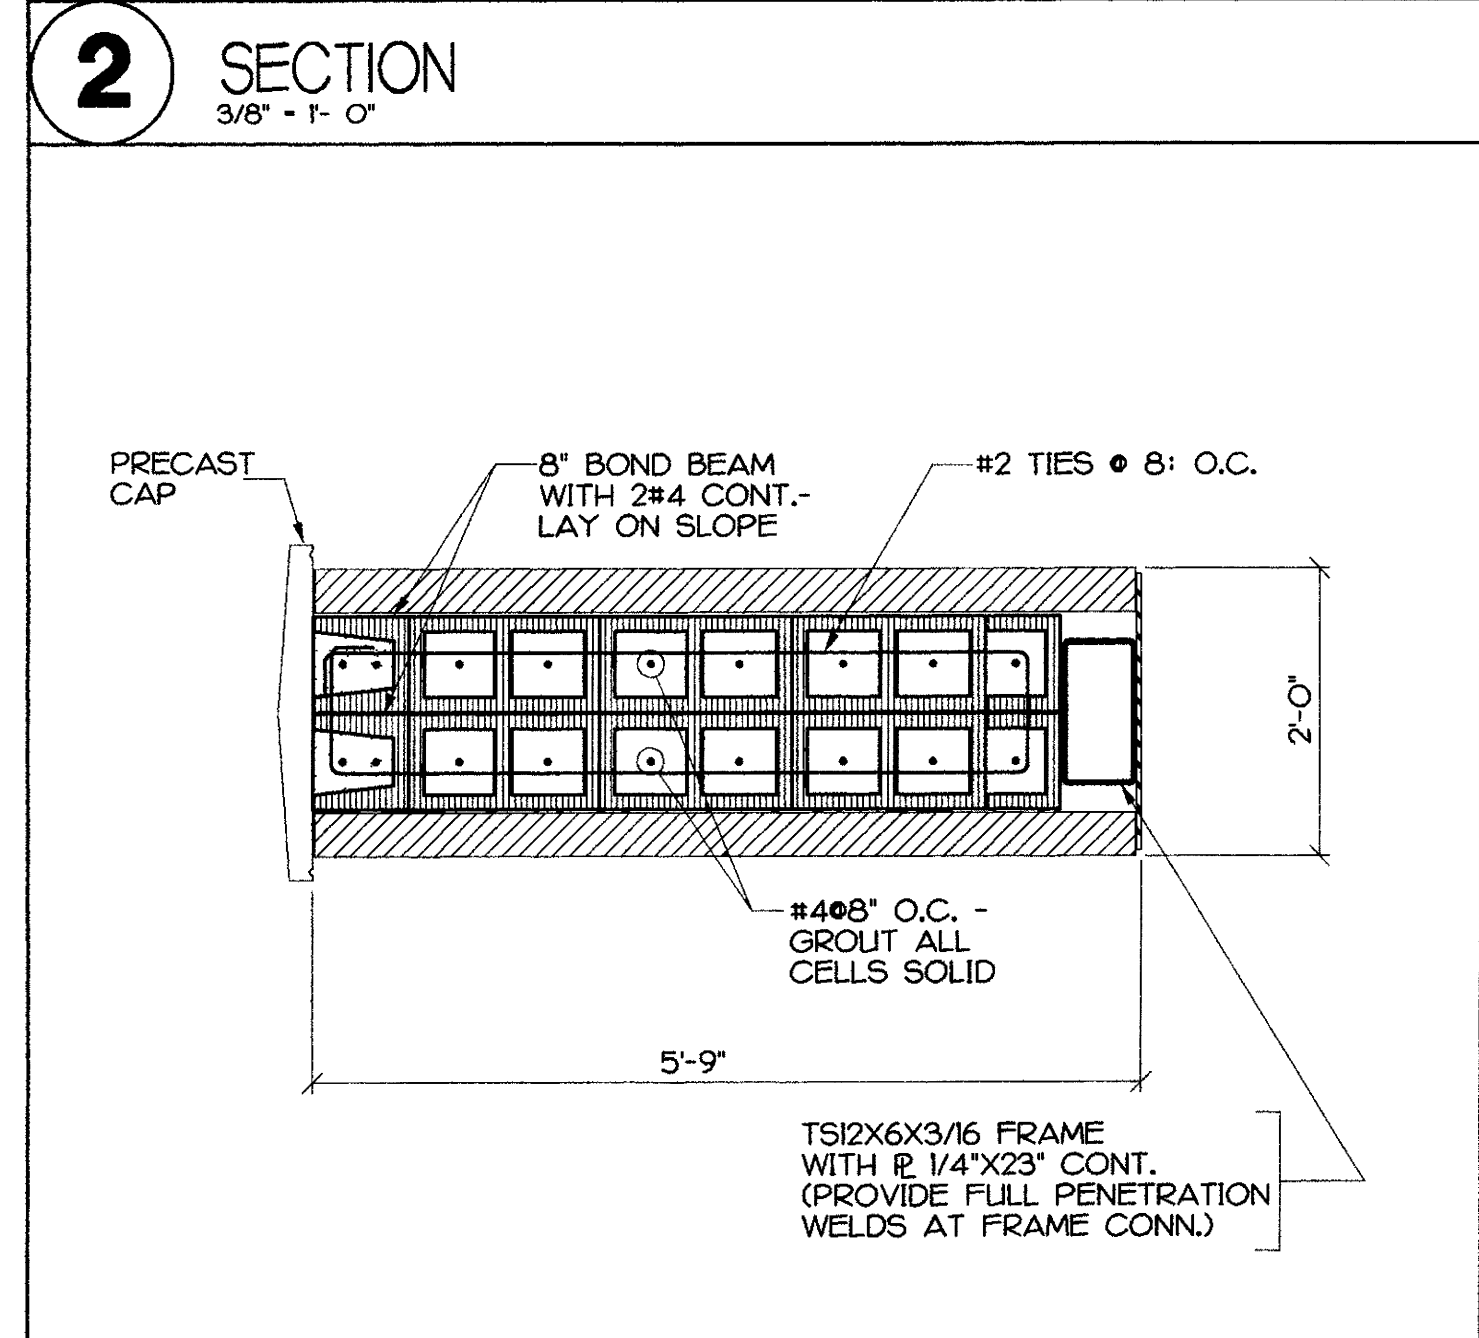 2
SECTION
3/8" = 1'- 0"
PRECAST
CAP
8" BOND BEAM
WITH 2#4 CONT.-
LAY ON SLOPE
#2 TIES @ 8: O.C.
2'-0"
#4@8" O.C. -
GROUT ALL
CELLS SOLID
5'-9"
TS12X6X3/16 FRAME
WITH ⅊ 1/4"X23" CONT.
(PROVIDE FULL PENETRATION
WELDS AT FRAME CONN.)